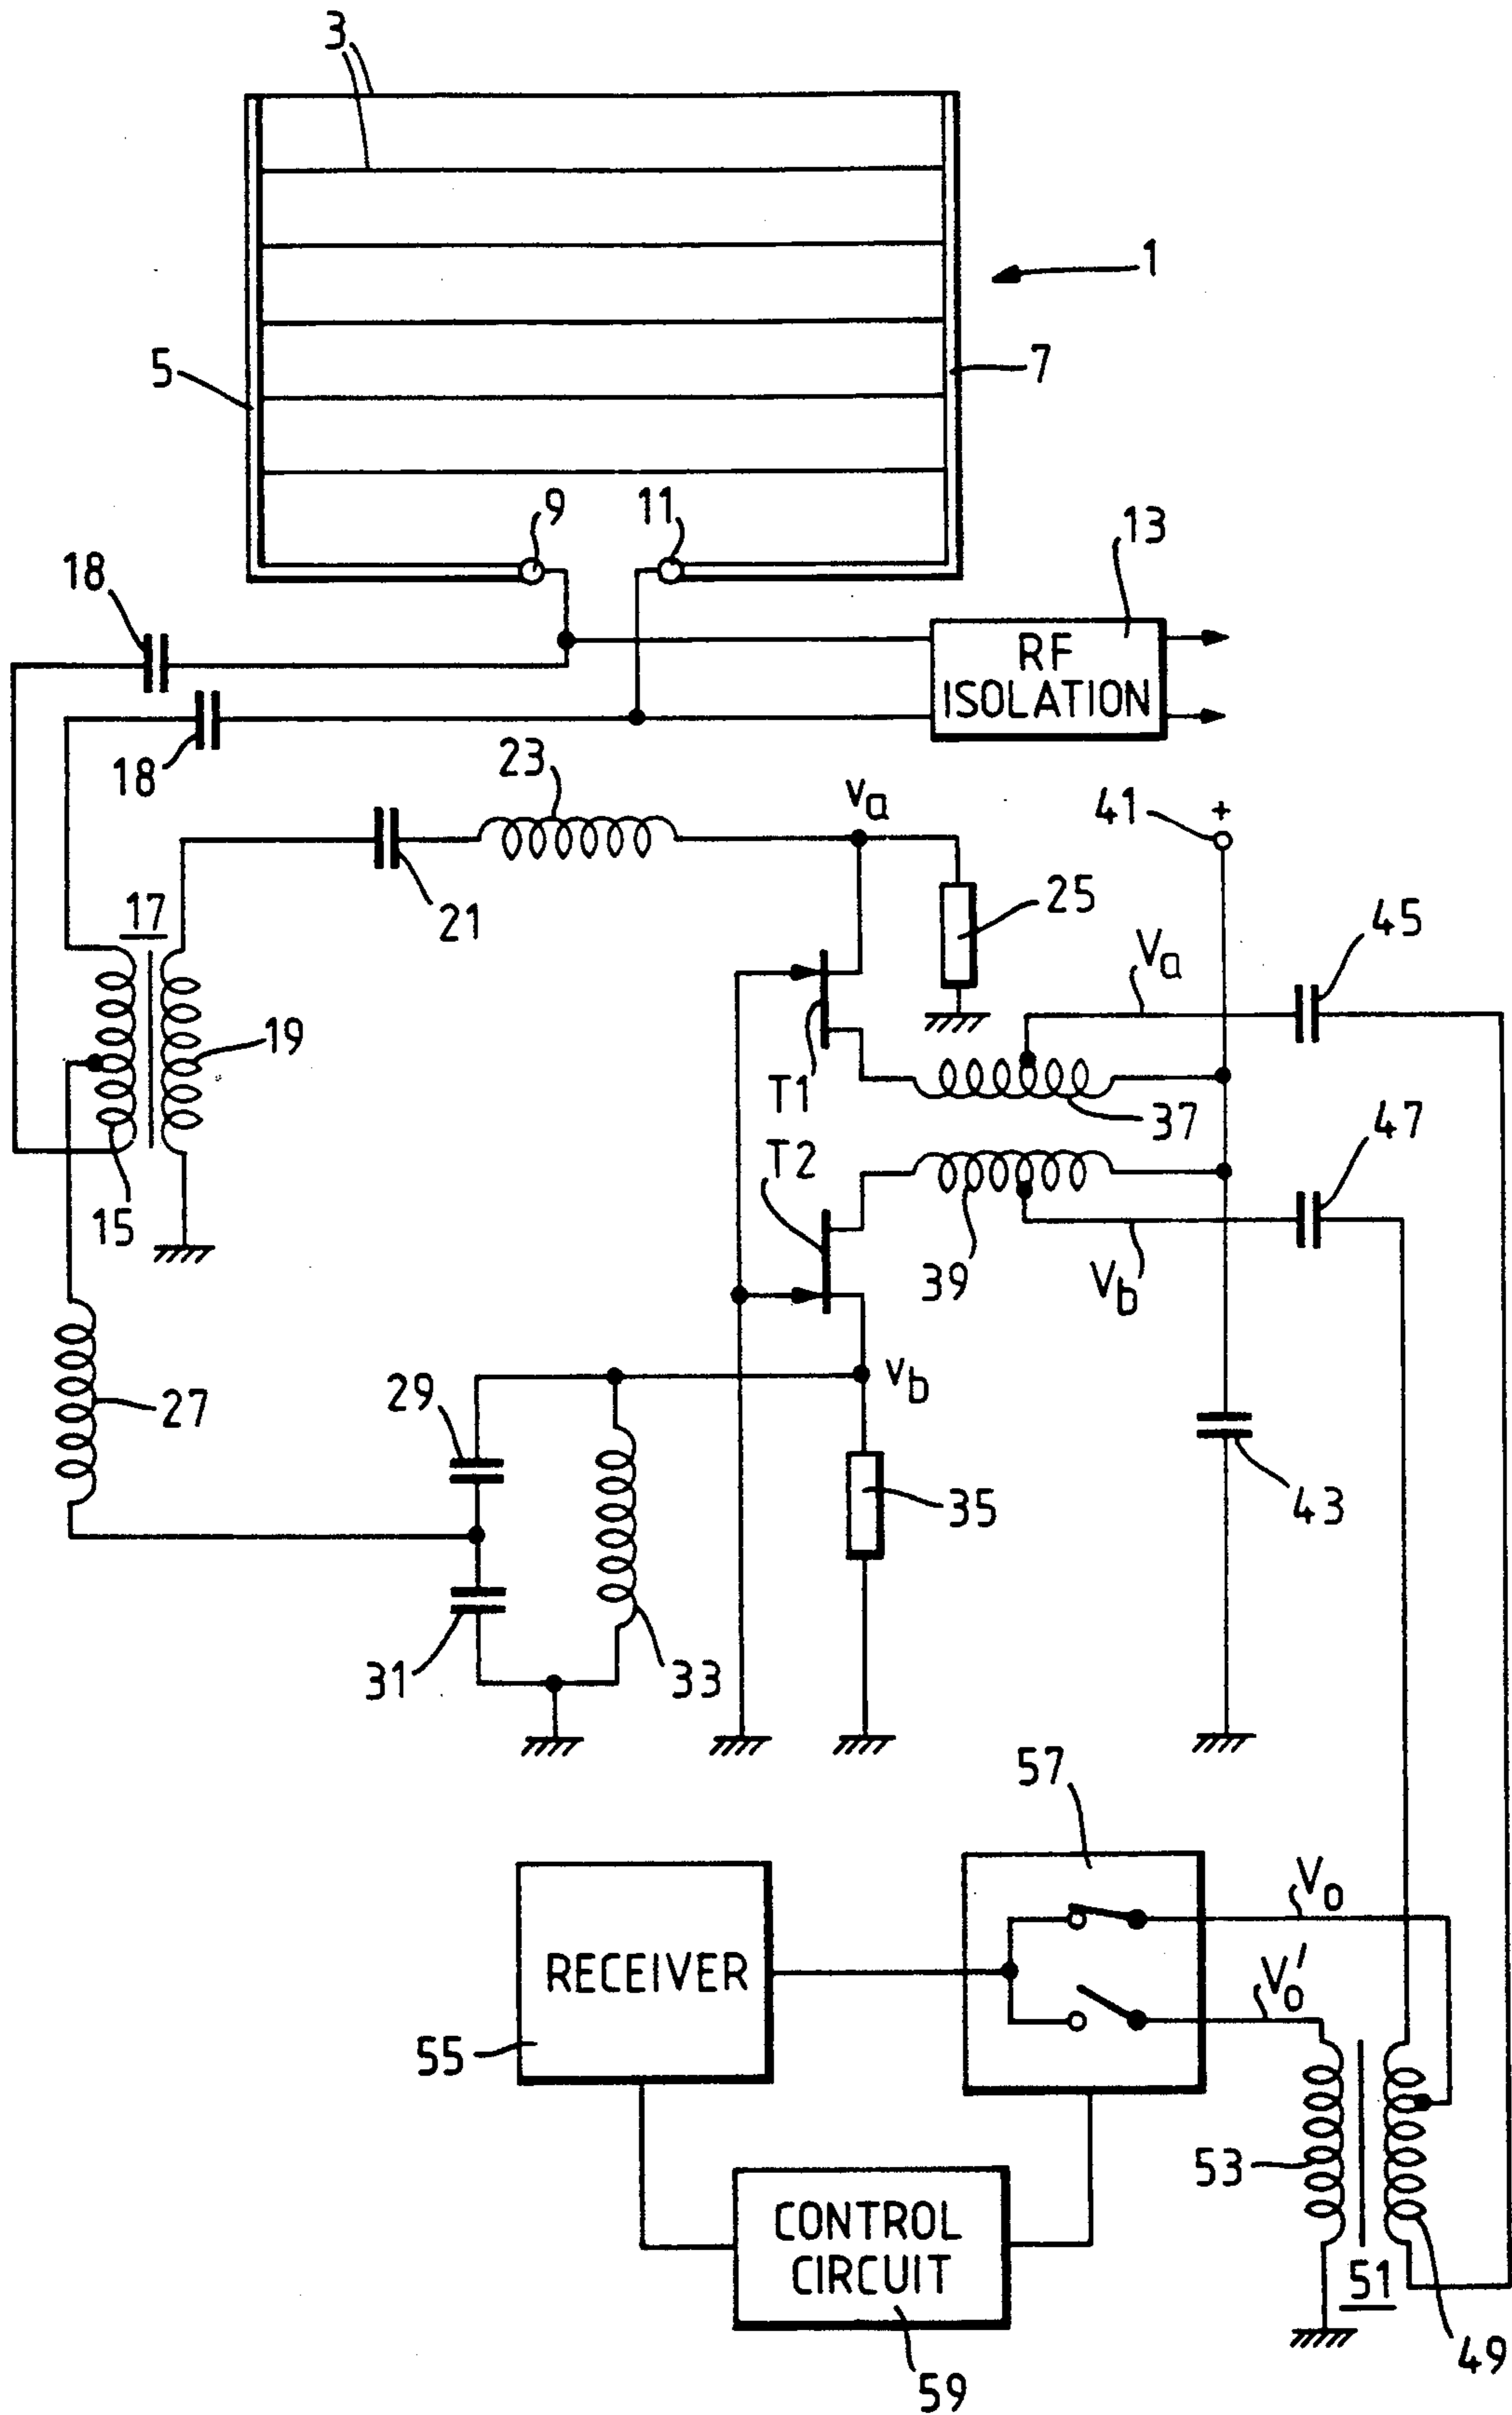 3
1
5
7
9
11
13
18
RF
ISOLATION
18
23
va
41
+
21
25
17
45
Va
19
T1
37
47
T2
15
39
Vb
29
vb
27
35
43
31
33
57
Vo
RECEIVER
Vo'
55
53
CONTROL
CIRCUIT
51
49
59